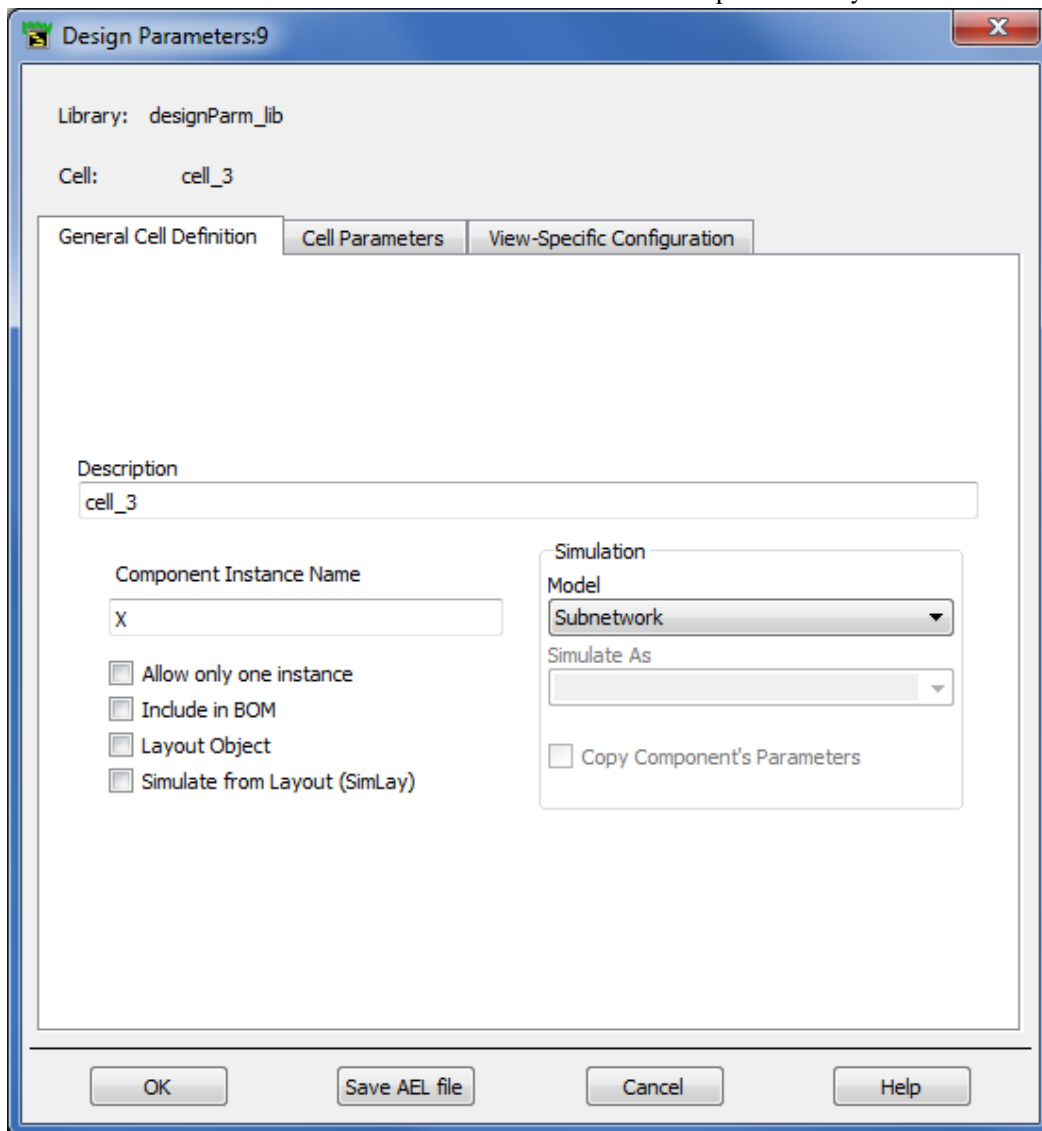 Design Parameters:9
Library: designParm_lib
Cell: cell_3
General Cell Definition Cell Parameters View-Specific Configuration
Description
cell_3
Component Instance Name
X
Allow only one instance
Include in BOM
Layout Object
Simulate from Layout (SimLay)
Simulation
Model
Subnetwork
Simulate As
Copy Component's Parameters
OK Save AEL file Cancel Help